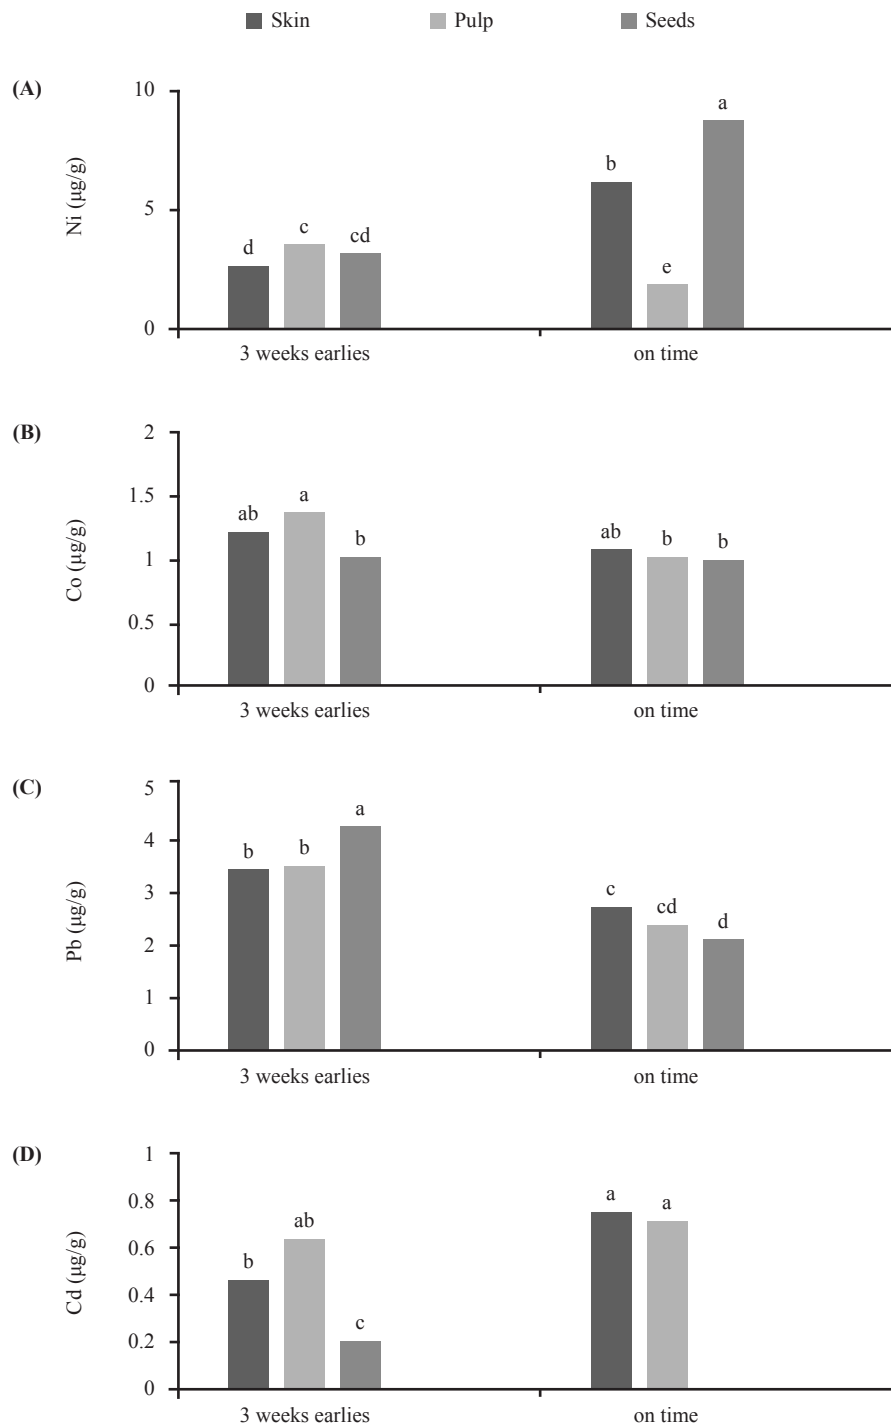 Skin Pulp Seeds
(A)
Ni (µg/g)
10
5
0
d c cd b e a
3 weeks earlies on time
(B)
Co (µg/g)
2
1.5
1
0.5
0
ab a b ab b b
3 weeks earlies on time
(C)
Pb (µg/g)
5
4
3
2
1
0
b b a c cd d
3 weeks earlies on time
(D)
Cd (µg/g)
1
0.8
0.6
0.4
0.2
0
b ab c a a
3 weeks earlies on time